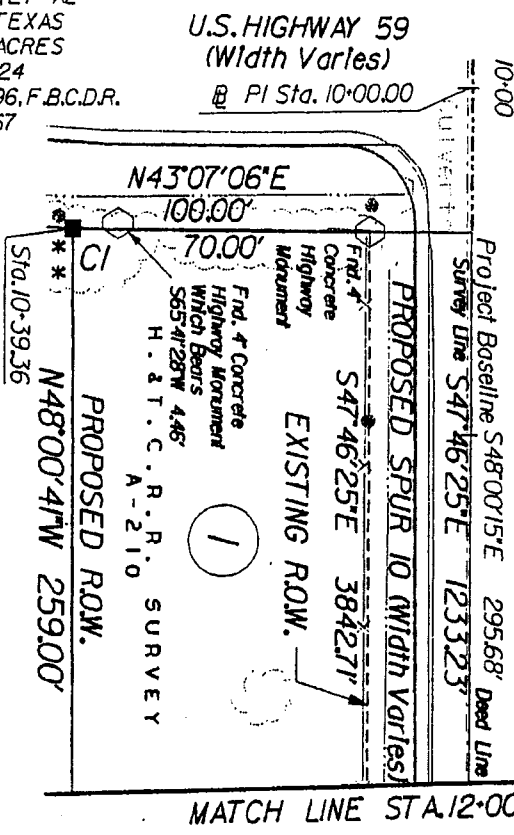 TEXAS
ACRES
24
96, F.B.C.D.R.
67
U.S. HIGHWAY 59
(Width Varies)
PI Sta. 10+00.00
10+00
CULVERT
N43°07'06"E
100.00'
70.00'
C1
Sta. 10+39.36
Fnd. 4"
Concrete
Highway
Monument
Fnd. 4" Concrete
Highway Monument
Which Bears
S65°41'28"W 4.46'
Project Baseline S48°00'15"E 295.68' Deed Line
Survey Line S47°46'25"E 1233.23'
PROPOSED SPUR 10 (Width Varies)
S47°46'25"E 3842.71'
EXISTING R.O.W.
1
H. & T. C. R. R. SURVEY
A-210
PROPOSED R.O.W.
N48°00'41"W 259.00'
MATCH LINE STA. 12+00